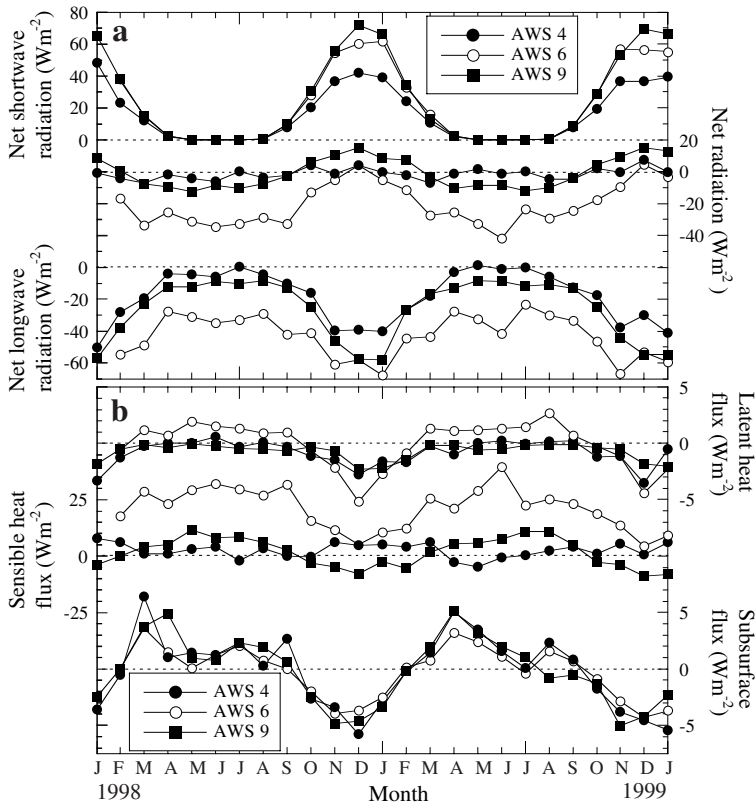 a
AWS 4
AWS 6
AWS 9
Net shortwave
radiation (Wm-2)
80
60
40
20
0
Net radiation
(Wm-2)
20
0
-20
-40
Net longwave
radiation (Wm-2)
0
-20
-40
-60
b
Latent heat
flux (Wm-2)
5
0
-5
Sensible heat
flux (Wm-2)
25
0
-25
Subsurface
flux (Wm-2)
5
0
-5
AWS 4
AWS 6
AWS 9
J F M A M J J A S O N D J F M A M J J A S O N D J
1998 Month 1999